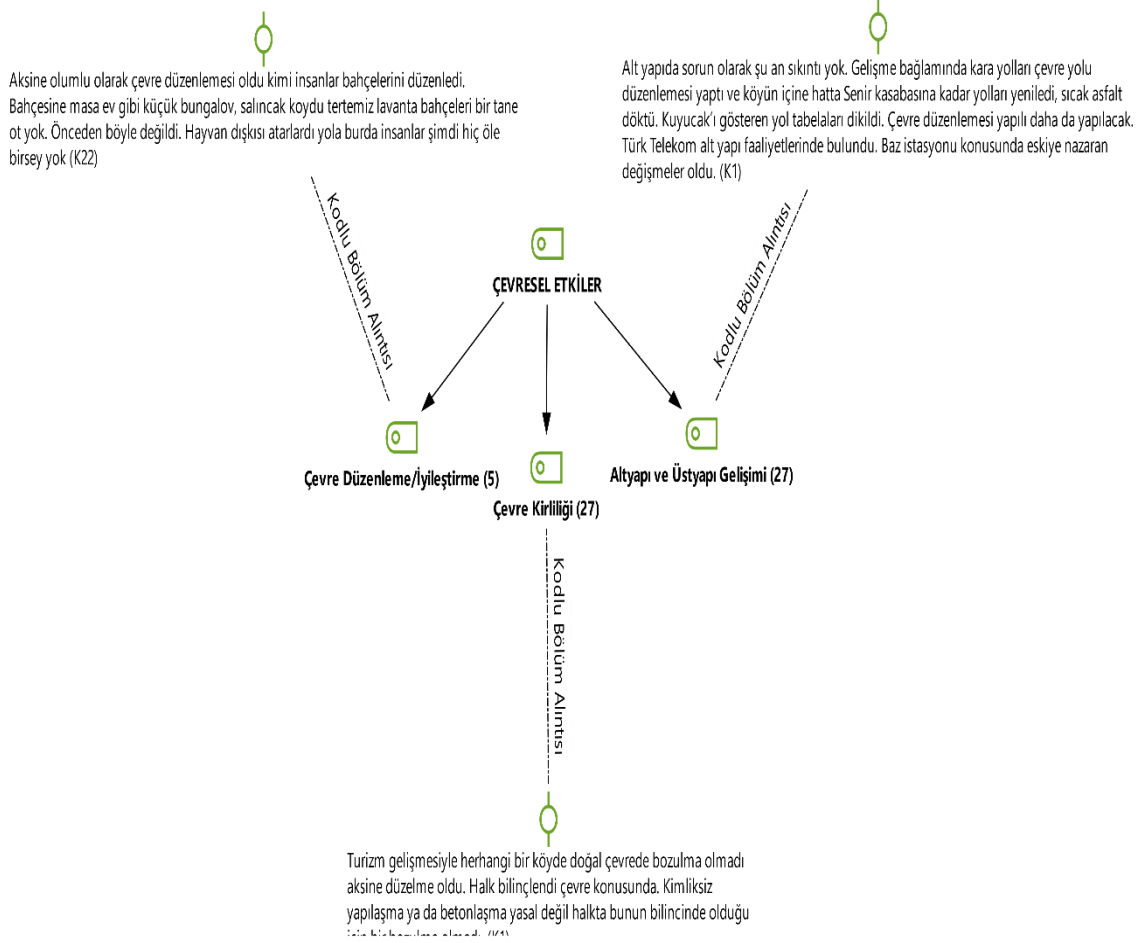 Aksine olumlu olarak çevre düzenlemesi oldu kimi insanlar bahçelerini düzenledi.
Bahçesine masa ev gibi küçük bungalov, salıncak koydu tertemiz lavanta bahçeleri bir tane
ot yok. Önceden böyle değildi. Hayvan dışkısı atarlardı yola burda insanlar şimdi hiç öle
birsey yok (K22)
Alt yapıda sorun olarak şu an sıkıntı yok. Gelişme bağlamında kara yolları çevre yolu
düzenlemesi yaptı ve köyün içine hatta Senir kasabasına kadar yolları yeniledi, sıcak asfalt
döktü. Kuyucak'ı gösteren yol tabelaları dikildi. Çevre düzenlemesi yapılı daha da yapılacak.
Türk Telekom alt yapı faaliyetlerinde bulundu. Baz istasyonu konusunda eskiye nazaran
değişmeler oldu. (K1)
Kodlu Bölüm Alıntısı
Kodlu Bölüm Alıntısı
ÇEVRESEL ETKİLER
Çevre Düzenleme/İyileştirme (5)
Çevre Kirliliği (27)
Altyapı ve Üstyapı Gelişimi (27)
Kodlu Bölüm Alıntısı
Turizm gelişmesiyle herhangi bir köyde doğal çevrede bozulma olmadı
aksine düzelme oldu. Halk bilinçlendi çevre konusunda. Kimliksiz
yapılaşma ya da betonlaşma yasal değil halkta bunun bilincinde olduğu
için bir bozulma olmadı. (K1)